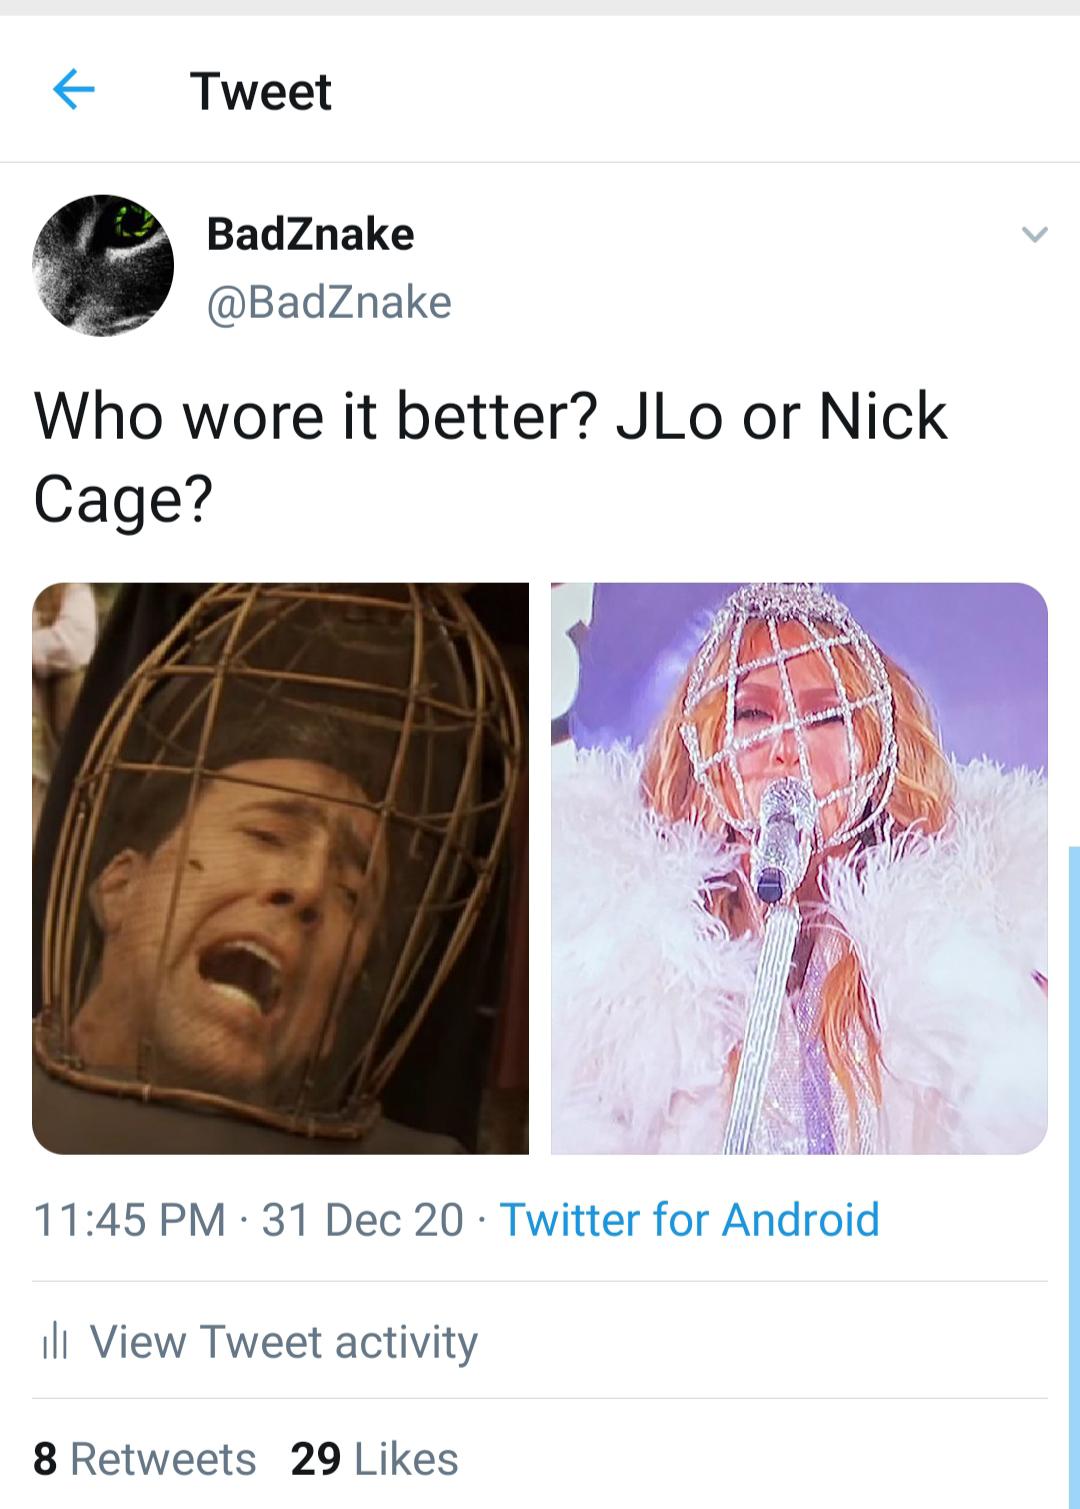 Tweet
BadZnake
@BadZnake
Who wore it better? JLo or Nick
Cage?
11:45 PM · 31 Dec 20 · Twitter for Android
View Tweet activity
8 Retweets 29 Likes